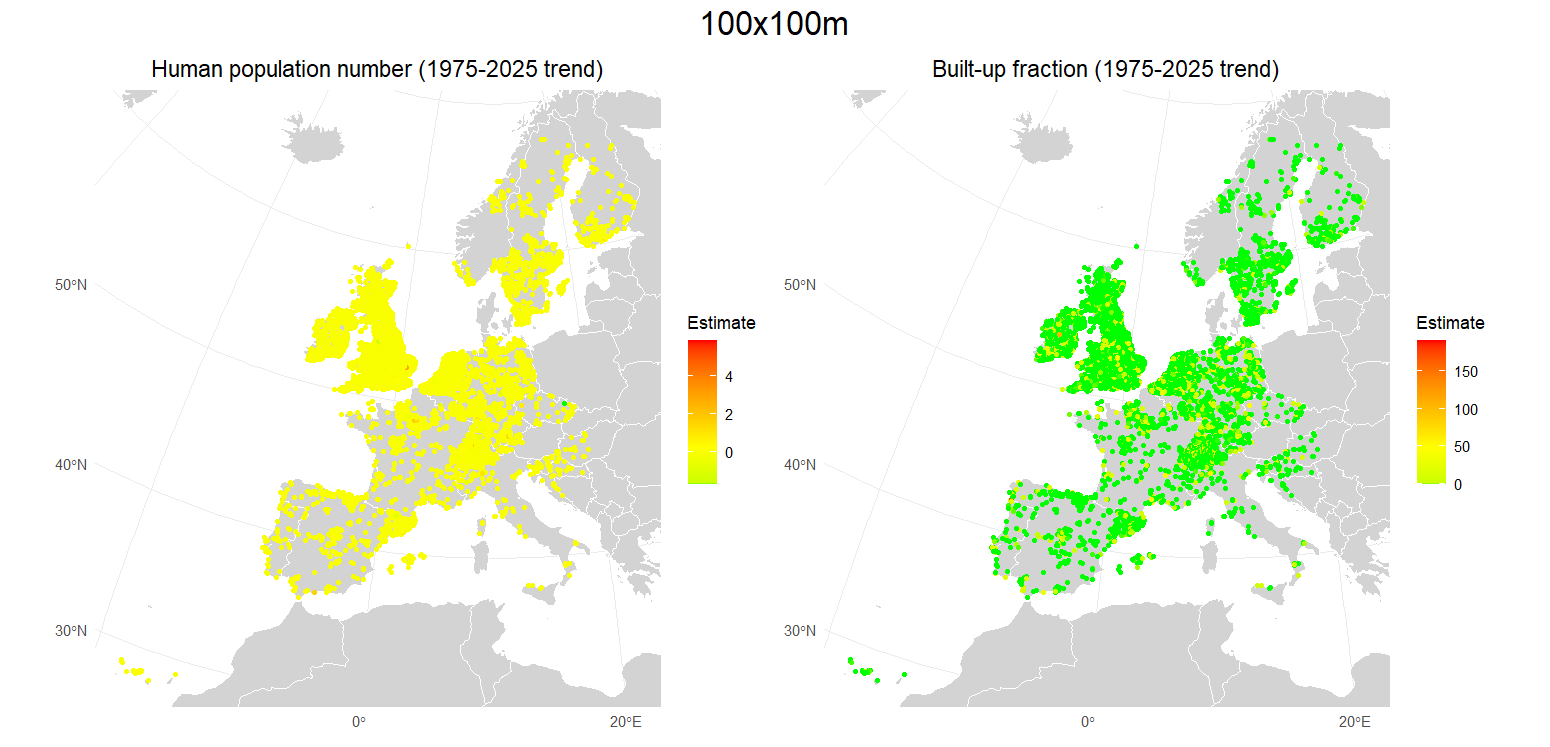 100x100m
Human population number (1975-2025 trend)
Built-up fraction (1975-2025 trend)
50°N
40°N
30°N
0°
20°E
Estimate
4
2
0
50°N
40°N
30°N
0°
20°E
Estimate
150
100
50
0